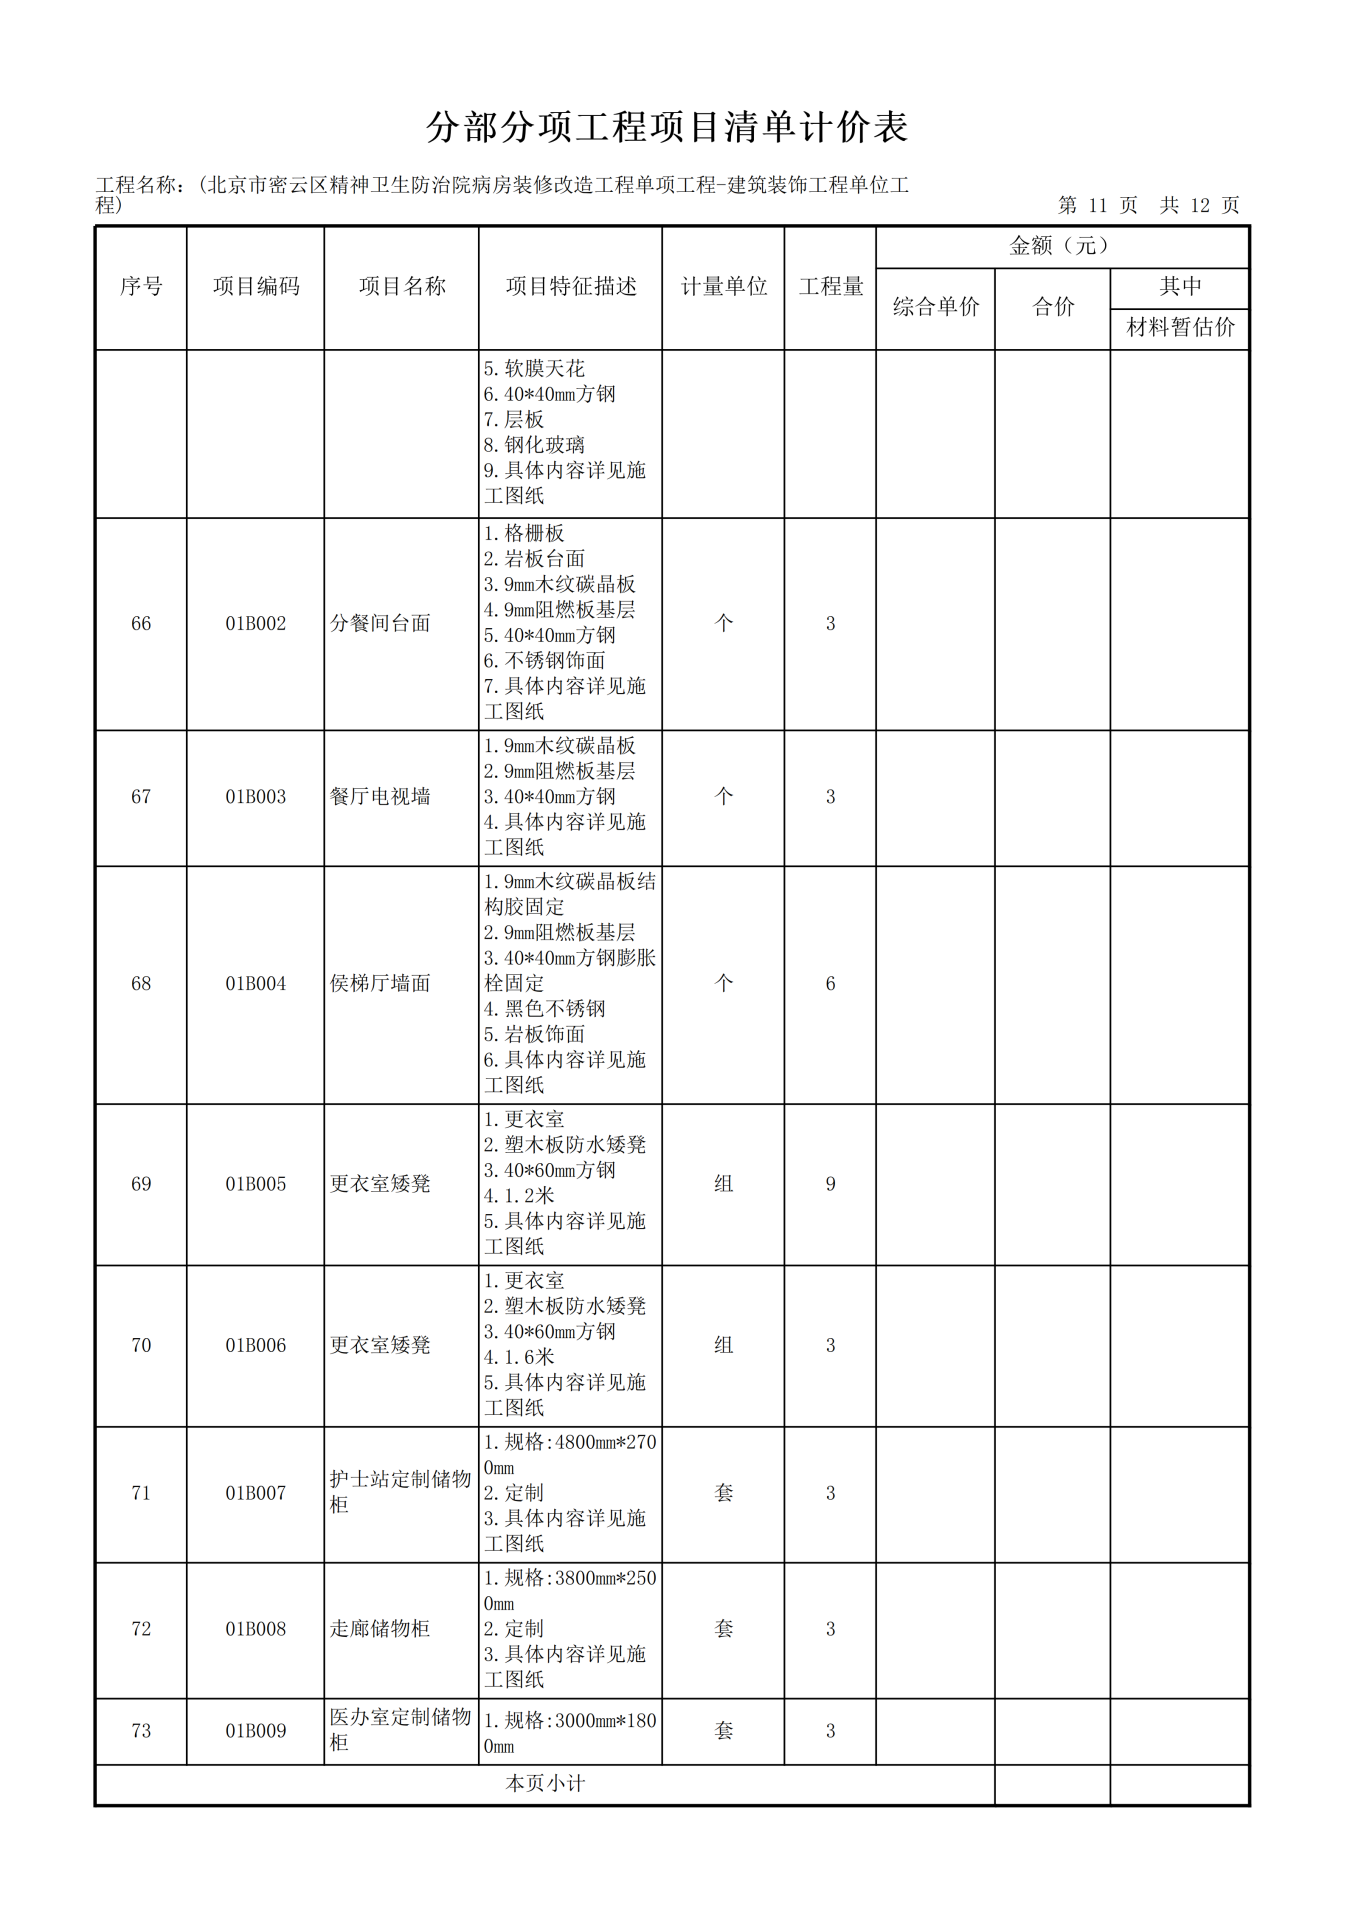 分部分项工程项目清单计价表
工程名称：(北京市密云区精神卫生防治院病房装修改造工程单项工程-建筑装饰工程单位工
程)
第 11 页 共 12 页
序号 项目编码 项目名称 项目特征描述 计量单位 工程量 金额（元）
综合单价 合价 其中
材料暂估价
5.软膜天花
6.40*40mm方钢
7.层板
8.钢化玻璃
9.具体内容详见施
工图纸
66 01B002 分餐间台面
1.格栅板
2.岩板台面
3.9mm木纹碳晶板
4.9mm阻燃板基层
5.40*40mm方钢
6.不锈钢饰面
7.具体内容详见施
工图纸
个 3
67 01B003 餐厅电视墙
1.9mm木纹碳晶板
2.9mm阻燃板基层
3.40*40mm方钢
4.具体内容详见施
工图纸
个 3
68 01B004 侯梯厅墙面
1.9mm木纹碳晶板结
构胶固定
2.9mm阻燃板基层
3.40*40mm方钢膨胀
栓固定
4.黑色不锈钢
5.岩板饰面
6.具体内容详见施
工图纸
个 6
69 01B005 更衣室矮凳
1.更衣室
2.塑木板防水矮凳
3.40*60mm方钢
4.1.2米
5.具体内容详见施
工图纸
组 9
70 01B006 更衣室矮凳
1.更衣室
2.塑木板防水矮凳
3.40*60mm方钢
4.1.6米
5.具体内容详见施
工图纸
组 3
71 01B007 护士站定制储物
柜
1.规格:4800mm*270
0mm
2.定制
3.具体内容详见施
工图纸
套 3
72 01B008 走廊储物柜
1.规格:3800mm*250
0mm
2.定制
3.具体内容详见施
工图纸
套 3
73 01B009 医办室定制储物
柜
1.规格:3000mm*180
0mm
套 3
本页小计